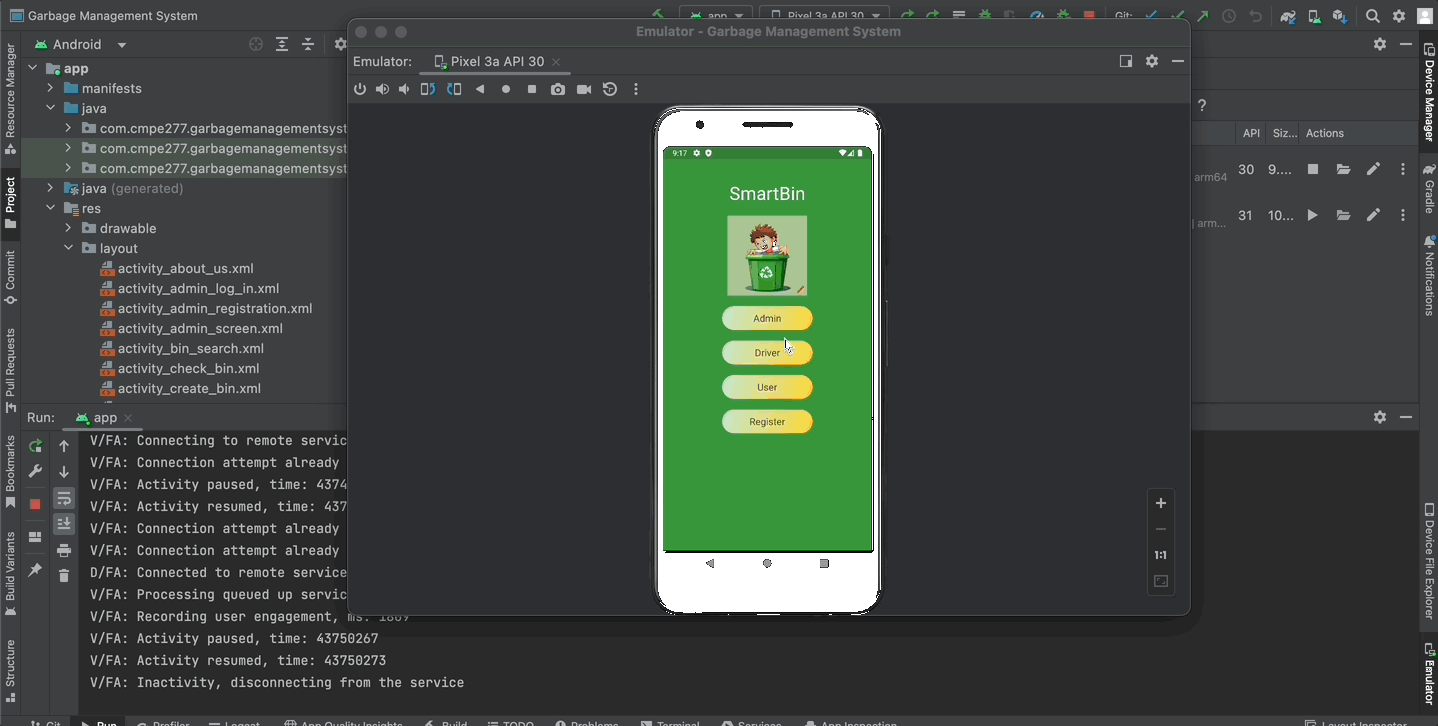 Garbage Management System
app
Pixel 3a API 30
Git:
Emulator - Garbage Management System
Android
Emulator:
Pixel 3a API 30
app
manifests
java
com.cmpe277.garbagemanagementsyst
com.cmpe277.garbagemanagementsyst
com.cmpe277.garbagemanagementsyst
java (generated)
res
drawable
layout
activity_about_us.xml
activity_admin_log_in.xml
activity_admin_registration.xml
activity_admin_screen.xml
activity_bin_search.xml
activity_check_bin.xml
activity_create_bin.xml
9:17
SmartBin
Admin
Driver
User
Register
1:1
?
API Siz... Actions
arm64 30 9....
| arm... 31 10...
Run: app
V/FA: Connecting to remote servic
V/FA: Connection attempt already
V/FA: Activity paused, time: 4374
V/FA: Activity resumed, time: 437
V/FA: Connection attempt already
V/FA: Connection attempt already
D/FA: Connected to remote service
V/FA: Processing queued up servic
V/FA: Recording user engagement, ms: 1809
V/FA: Activity paused, time: 43750267
V/FA: Activity resumed, time: 43750273
V/FA: Inactivity, disconnecting from the service
Resource Manager
Project
Commit
Pull Requests
Bookmarks
Build Variants
Structure
Device Manager
Gradle
Notifications
Device File Explorer
Emulator
Git
Run
Profiler
Logcat
App Quality Insights
Build
TODO
Problems
Terminal
Services
App Inspection
Layout Inspector